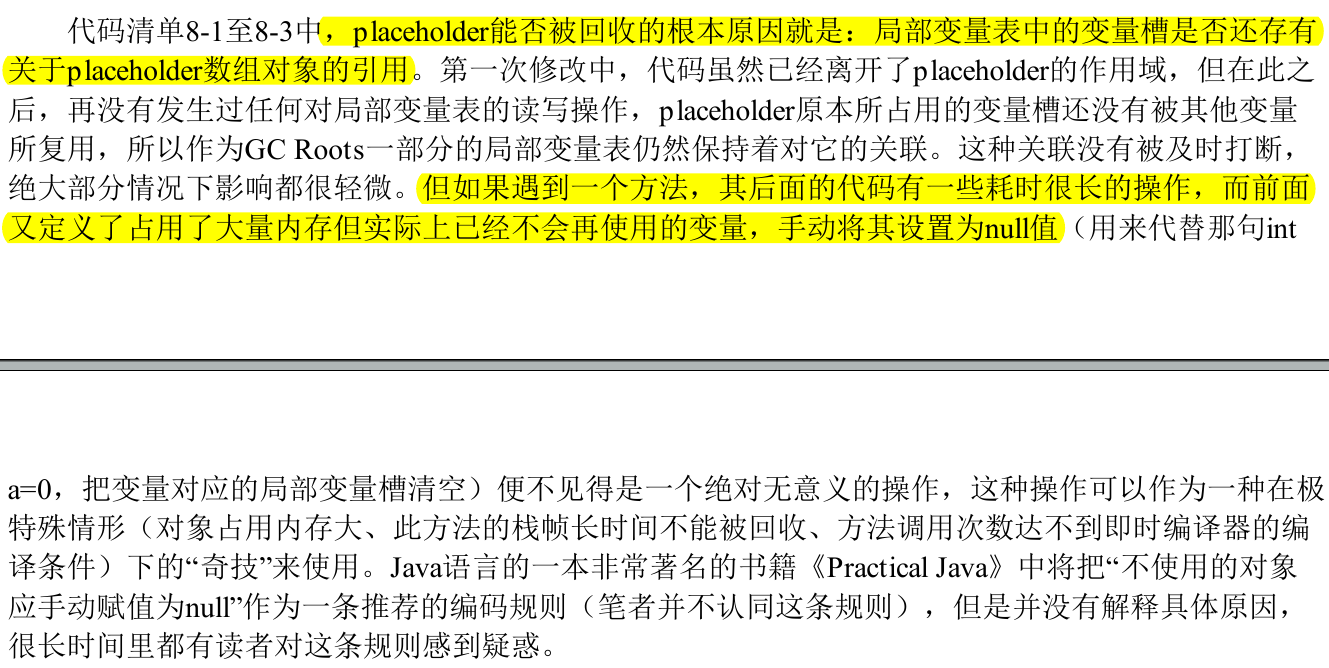 代码清单8-1至8-3中，placeholder能否被回收的根本原因就是：局部变量表中的变量槽是否还存有
关于placeholder数组对象的引用。第一次修改中，代码虽然已经离开了placeholder的作用域，但在此之
后，再没有发生过任何对局部变量表的读写操作，placeholder原本所占用的变量槽还没有被其他变量
所复用，所以作为GC Roots一部分的局部变量表仍然保持着对它的关联。这种关联没有被及时打断，
绝大部分情况下影响都很轻微。但如果遇到一个方法，其后面的代码有一些耗时很长的操作，而前面
又定义了占用了大量内存但实际上已经不会再使用的变量，手动将其设置为null值（用来代替那句int
a=0，把变量对应的局部变量槽清空）便不见得是一个绝对无意义的操作，这种操作可以作为一种在极
特殊情形（对象占用内存大、此方法的栈帧长时间不能被回收、方法调用次数达不到即时编译器的编
译条件）下的“奇技”来使用。Java语言的一本非常著名的书籍《Practical Java》中将把“不使用的对象
应手动赋值为null”作为一条推荐的编码规则（笔者并不认同这条规则），但是并没有解释具体原因，
很长时间里都有读者对这条规则感到疑惑。